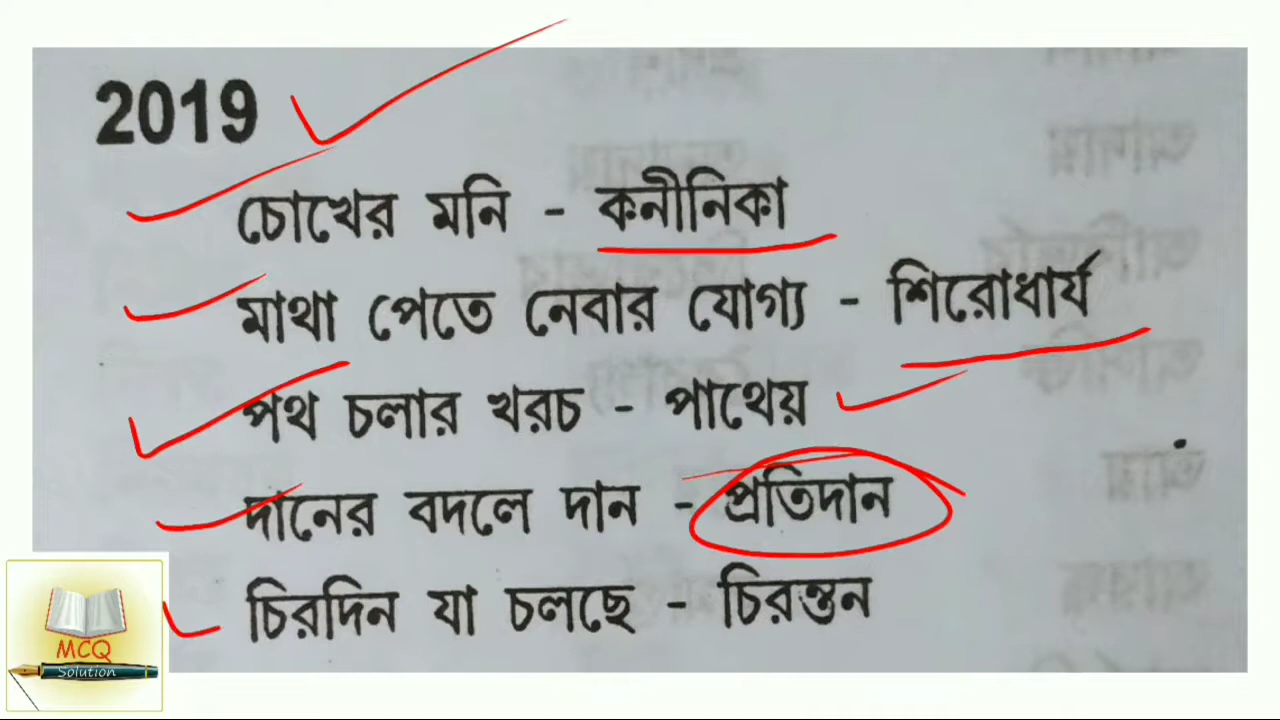 2019
চোখের মনি - কনীনিকা
মাথা পেতে নেবার যোগ্য - শিরোধার্য
পথ চলার খরচ - পাথেয়
দানের বদলে দান - প্রতিদান
চিরদিন যা চলছে - চিরন্তন
MCQ
Solution